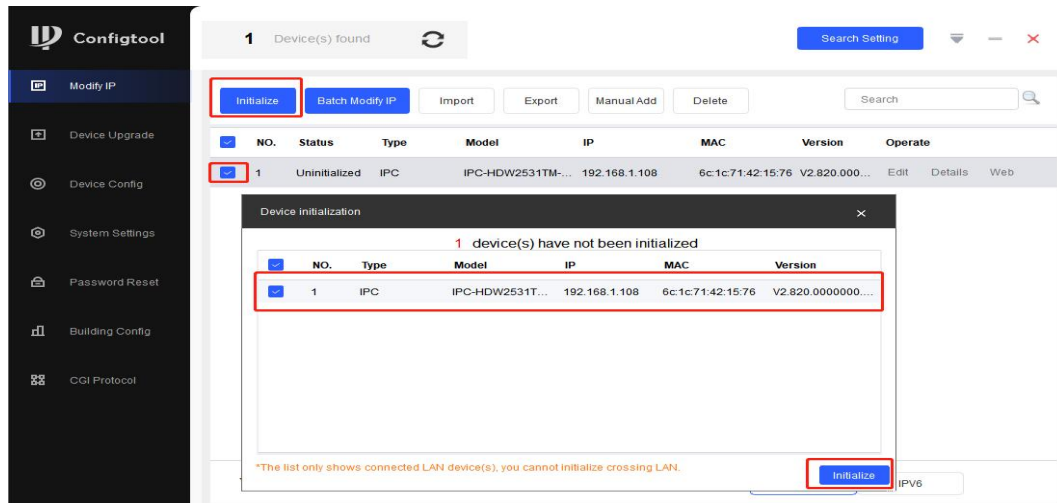 Configtool
1 Device(s) found
Search Setting
Modify IP
Device Upgrade
Device Config
System Settings
Password Reset
Building Config
CGI Protocol
Initialize Batch Modify IP Import Export Manual Add Delete Search
NO. Status Type Model IP MAC Version Operate
1 Uninitialized IPC IPC-HDW2531TM-... 192.168.1.108 6c:1c:71:42:15:76 V2.820.000... Edit Details Web
Device initialization
1 device(s) have not been initialized
NO. Type Model IP MAC Version
1 IPC IPC-HDW2531T... 192.168.1.108 6c:1c:71:42:15:76 V2.820.0000000....
*The list only shows connected LAN device(s), you cannot initialize crossing LAN.
Initialize
IPV6